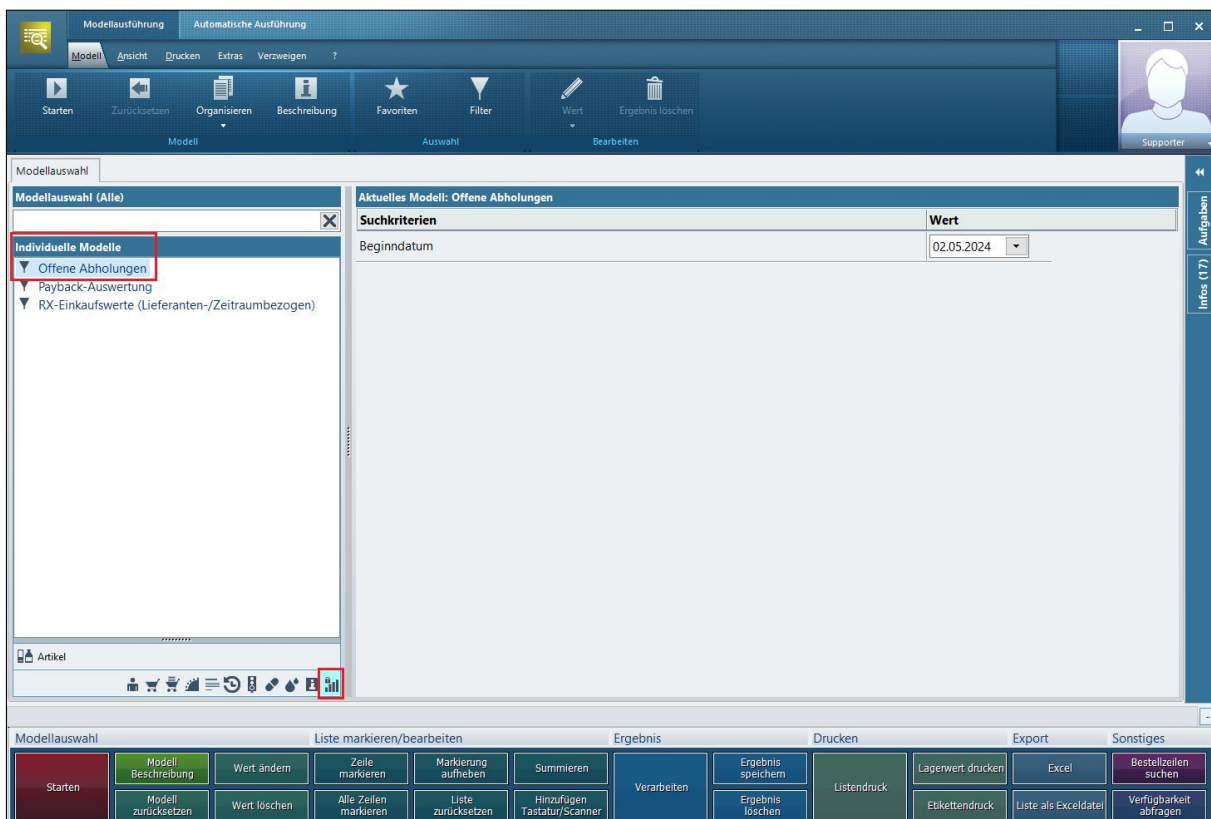 Modellausführung Automatische Ausführung
Modell Ansicht Drucken Extras Verzweigen ?
Starten Zurücksetzen Organisieren Beschreibung Favoriten Filter Wert Ergebnis löschen
Modell Auswahl Bearbeiten Supporter
Modellauswahl
Modellauswahl (Alle)
Individuelle Modelle
Offene Abholungen
Payback-Auswertung
RX-Einkaufswerte (Lieferanten-/Zeitraumbezogen)
Artikel
Aktuelles Modell: Offene Abholungen
Suchkriterien Wert
Beginndatum 02.05.2024
Aufgaben
Infos (17)
Modellauswahl Liste markieren/bearbeiten Ergebnis Drucken Export Sonstiges
Starten
Modell
Beschreibung
Wert ändern
Zeile
markieren
Markierung
aufheben
Summieren
Verarbeiten
Ergebnis
speichern
Listendruck
Lagerwert drucken
Excel
Bestellzeilen
suchen
Modell
zurücksetzen
Wert löschen
Alle Zeilen
markieren
Liste
zurücksetzen
Hinzufügen
Tastatur/Scanner
Ergebnis
löschen
Etikettendruck
Liste als Exceldatei
Verfügbarkeit
abfragen